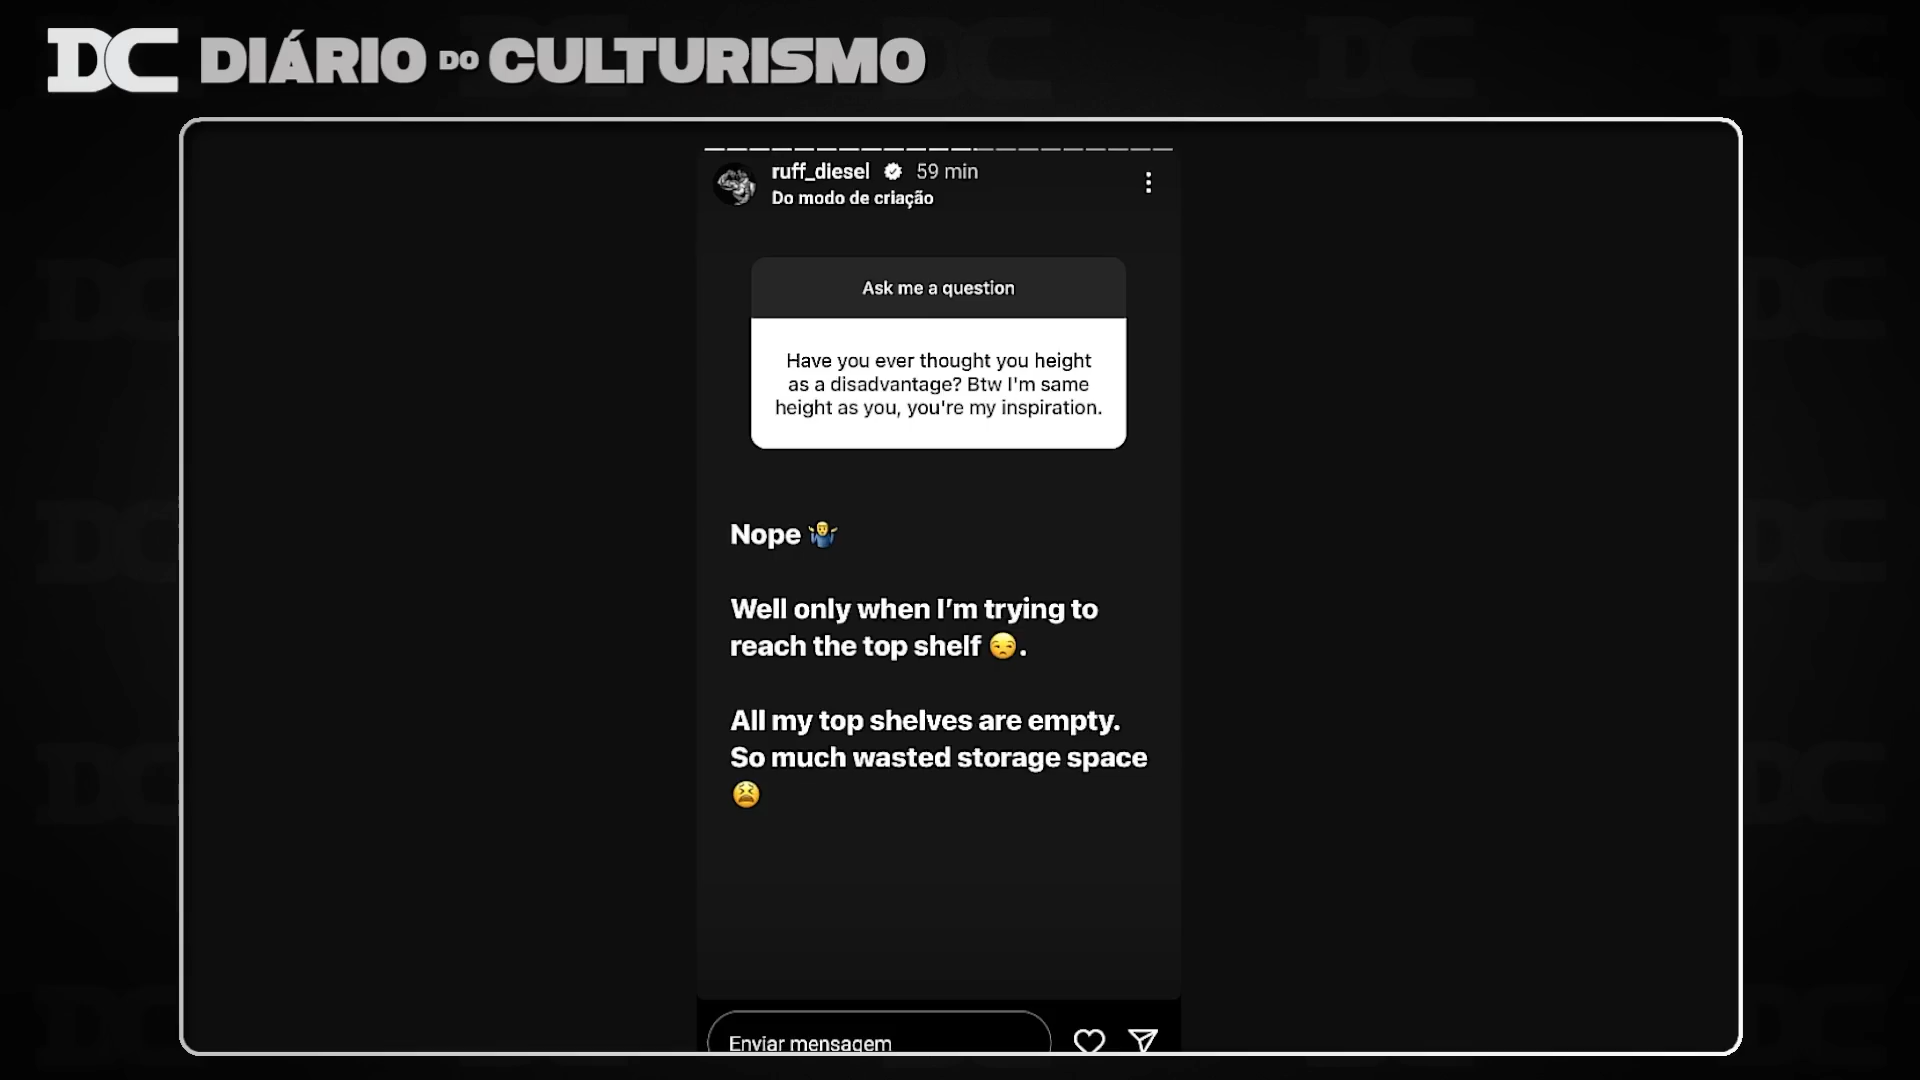 DC DIÁRIO DO CULTURISMO
ruff_diesel 59 min
Do modo de criação
Ask me a question
Have you ever thought you height
as a disadvantage? Btw I'm same
height as you, you're my inspiration.
Nope 🤷‍♂️
Well only when I’m trying to
reach the top shelf 😒.
All my top shelves are empty.
So much wasted storage space
😫
Enviar mensagem